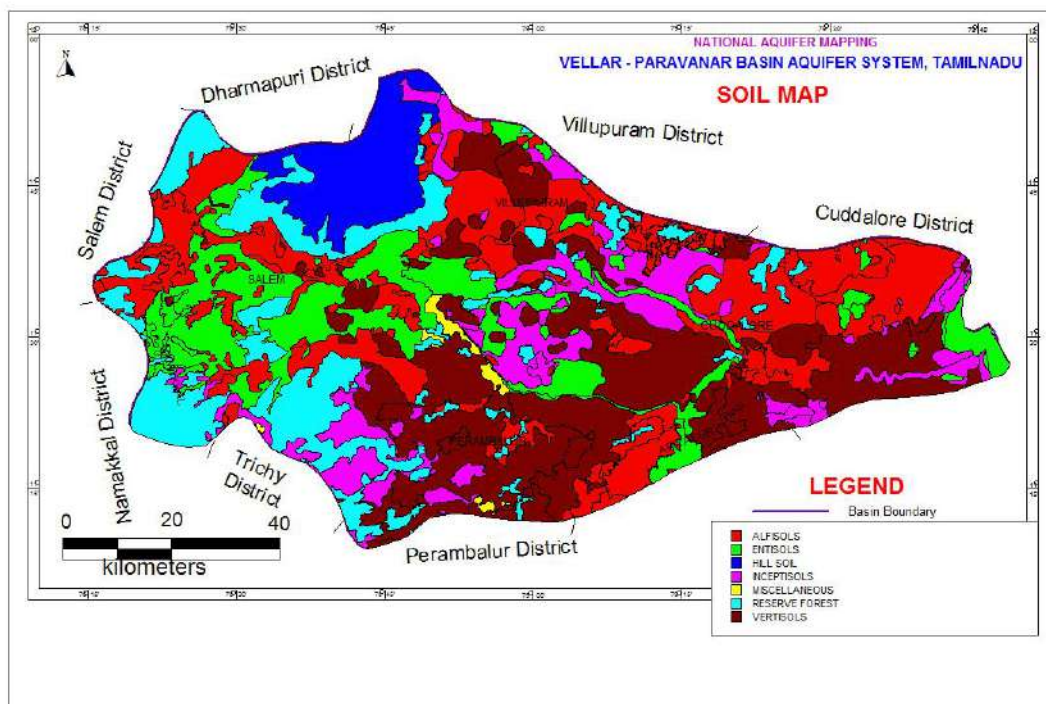 NATIONAL AQUIFER MAPPING
VELLAR - PARAVANAR BASIN AQUIFER SYSTEM, TAMILNADU
SOIL MAP
N
Dharmapuri District
Villupuram District
Salem District
Cuddalore District
SALEM
Namakkal District
Trichy
District
Perambalur District
0 20 40
kilometers
LEGEND
Basin Boundary
ALFISOLS
ENTISOLS
HILL SOIL
INCEPTISOLS
MISCELLANEOUS
RESERVE FOREST
VERTISOLS